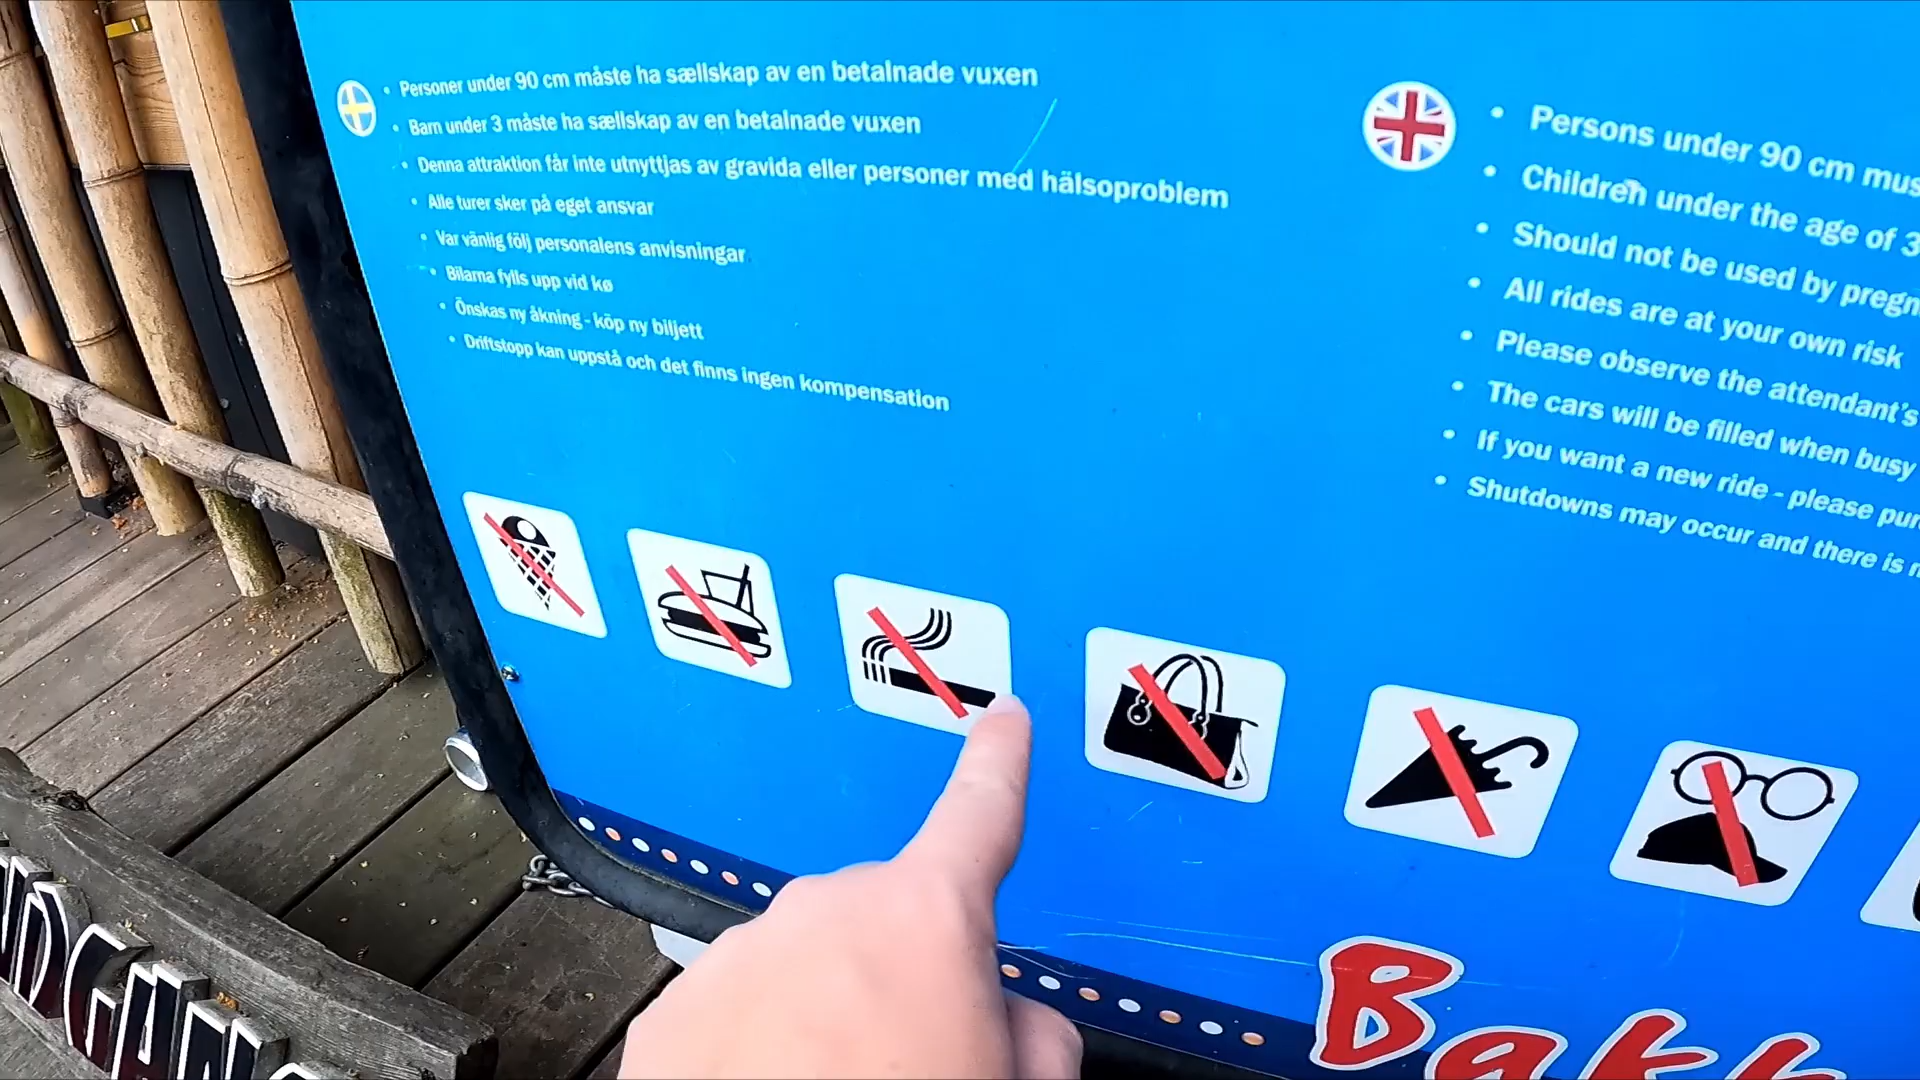 • Personer under 90 cm måste ha sællskap av en betalnade vuxen
• Barn under 3 måste ha sællskap av en betalnade vuxen
• Denna attraktion får inte utnyttjas av gravida eller personer med hälsoproblem
• Alle turer sker på eget ansvar
• Var vänlig följ personalens anvisningar
• Bilarna fylls upp vid kø
• Önskas ny åkning - köp ny biljett
• Driftstopp kan uppstå och det finns ingen kompensation
• Persons under 90 cm mus
• Children under the age of 3
• Should not be used by pregn
• All rides are at your own risk
• Please observe the attendant's
• The cars will be filled when busy
• If you want a new ride - please pur
• Shutdowns may occur and there is n
Bakk